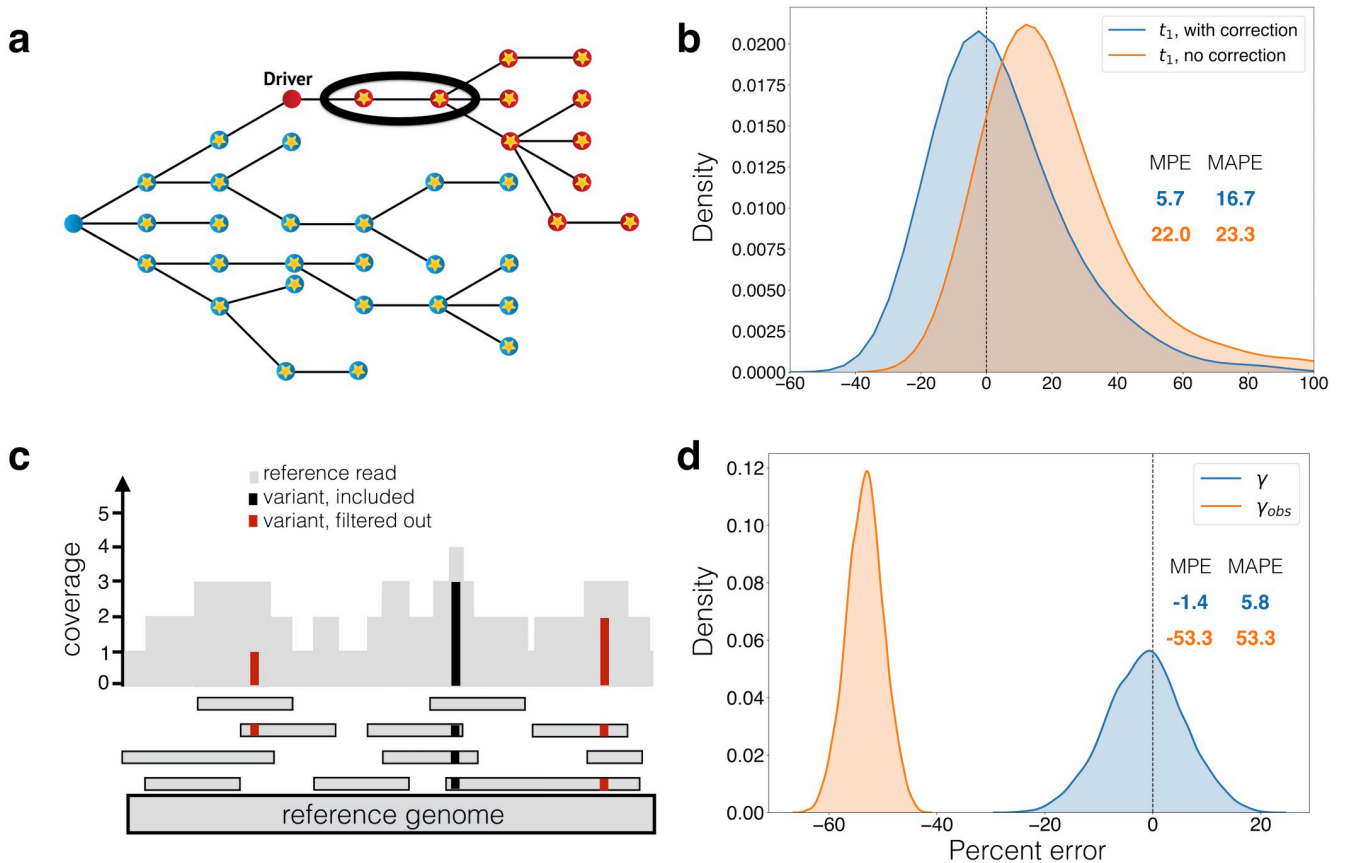 a
Driver
b
Density
0.0200
0.0175
0.0150
0.0125
0.0100
0.0075
0.0050
0.0025
0.0000
−60 −40 −20 0 20 40 60 80 100
t₁, with correction
t₁, no correction
MPE MAPE
5.7 16.7
22.0 23.3
c
reference read
variant, included
variant, filtered out
coverage
5
4
3
2
1
0
reference genome
d
Density
0.12
0.10
0.08
0.06
0.04
0.02
0.00
−60 −40 −20 0 20
Percent error
γ
γobs
MPE MAPE
-1.4 5.8
-53.3 53.3